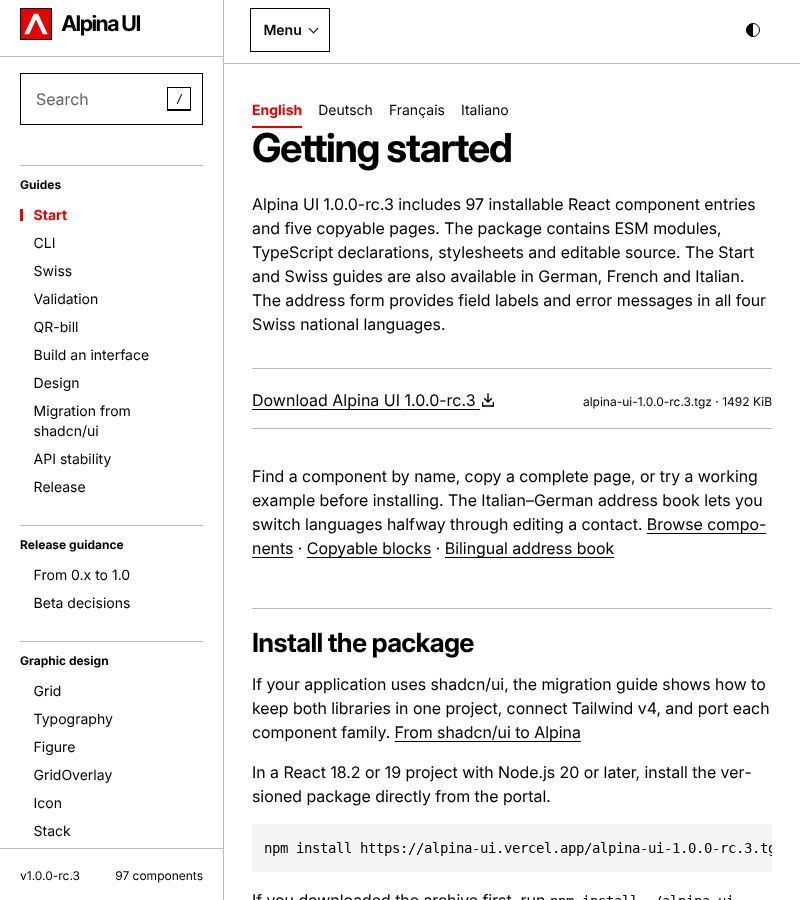 Alpina UI
Search
/
Guides
Start
CLI
Swiss
Validation
QR-bill
Build an interface
Design
Migration from
shadcn/ui
API stability
Release
Release guidance
From 0.x to 1.0
Beta decisions
Graphic design
Grid
Typography
Figure
GridOverlay
Icon
Stack
v1.0.0-rc.3
97 components
Menu
English
Deutsch
Français
Italiano
Getting started
Alpina UI 1.0.0-rc.3 includes 97 installable React component entries
and five copyable pages. The package contains ESM modules,
TypeScript declarations, stylesheets and editable source. The Start
and Swiss guides are also available in German, French and Italian.
The address form provides field labels and error messages in all four
Swiss national languages.
Download Alpina UI 1.0.0-rc.3
alpina-ui-1.0.0-rc.3.tgz · 1492 KiB
Find a component by name, copy a complete page, or try a working
example before installing. The Italian–German address book lets you
switch languages halfway through editing a contact. Browse compo-
nents · Copyable blocks · Bilingual address book
Install the package
If your application uses shadcn/ui, the migration guide shows how to
keep both libraries in one project, connect Tailwind v4, and port each
component family. From shadcn/ui to Alpina
In a React 18.2 or 19 project with Node.js 20 or later, install the ver-
sioned package directly from the portal.
npm install https://alpina-ui.vercel.app/alpina-ui-1.0.0-rc.3.tg
If you downloaded the archive first, run npm install ./alpina-ui-